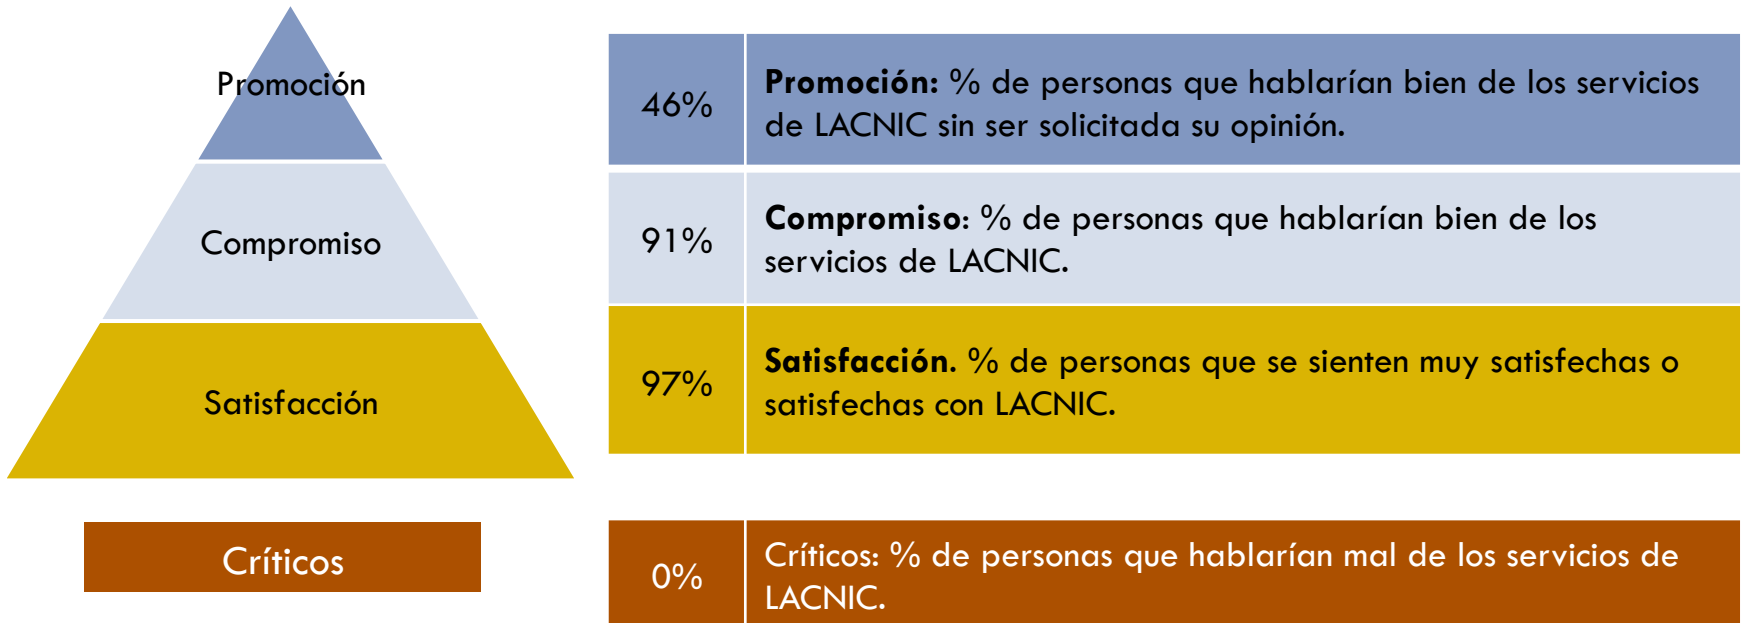 Promoción
Compromiso
Satisfacción
Críticos
46%
Promoción: % de personas que hablarían bien de los servicios
de LACNIC sin ser solicitada su opinión.
91%
Compromiso: % de personas que hablarían bien de los
servicios de LACNIC.
97%
Satisfacción. % de personas que se sienten muy satisfechas o
satisfechas con LACNIC.
0%
Críticos: % de personas que hablarían mal de los servicios de
LACNIC.